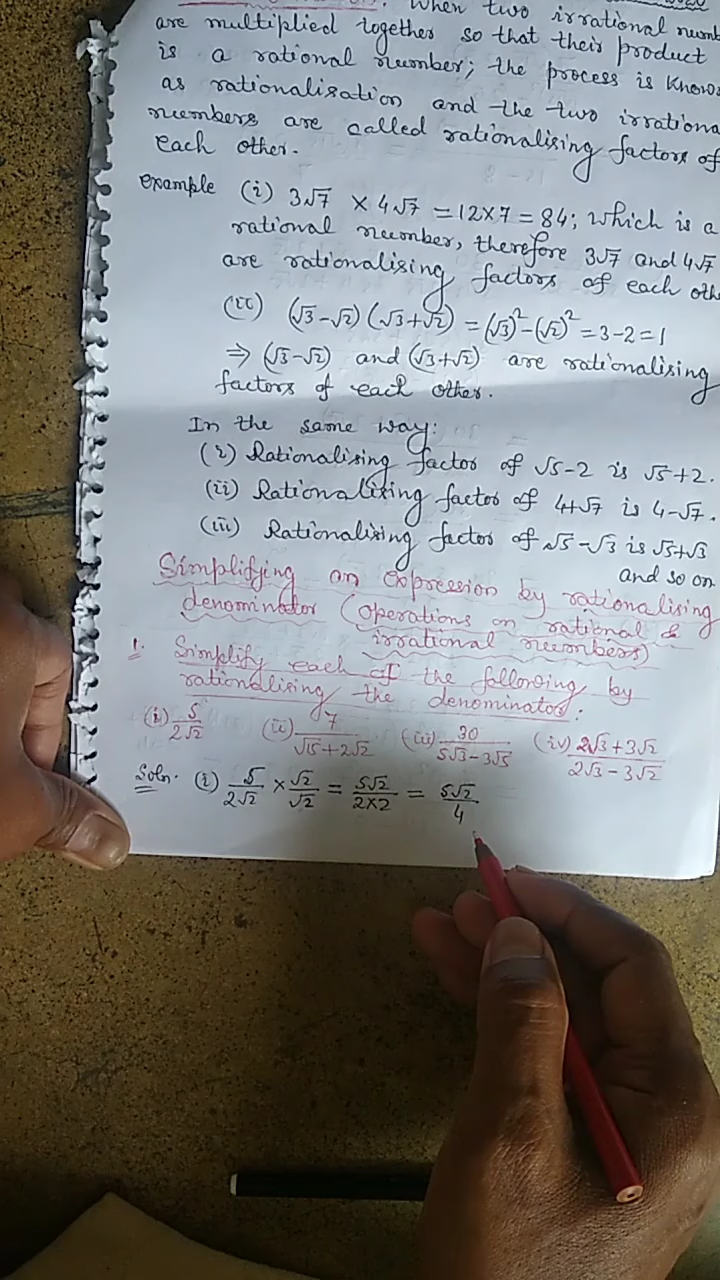 When two irrational numb
are multiplied together so that their product
is a rational number; the process is know
as rationalisation and the two irrationa
numbers are called rationalising factors of
each other.
example (i) 3√7 × 4√7 = 12×7 = 84; which is a
rational number, therefore 3√7 and 4√7
are rationalising factors of each oth
(ii) (√3-√2)(√3+√2) = (√3)²-(√2)² = 3-2 = 1
⇒ (√3-√2) and (√3+√2) are rationalising
factors of each other.
In the same way:
(i) Rationalising factor of √5-2 is √5+2.
(ii) Rationalising factor of 4+√7 is 4-√7.
(iii) Rationalising factor of √5-√3 is √5+√3
and so on
Simplifying an expression by rationalising
denominator (operations on rational &
irrational numbers)
1. Simplify each of the following by
rationalising the denominator:
(i) 5/2√2 (ii) 7/√15+2√2 (iii) 30/5√3-3√5 (iv) 2√3+3√2/2√3-3√2
Soln. (i) 5/2√2 × √2/√2 = 5√2/2×2 = 5√2/4